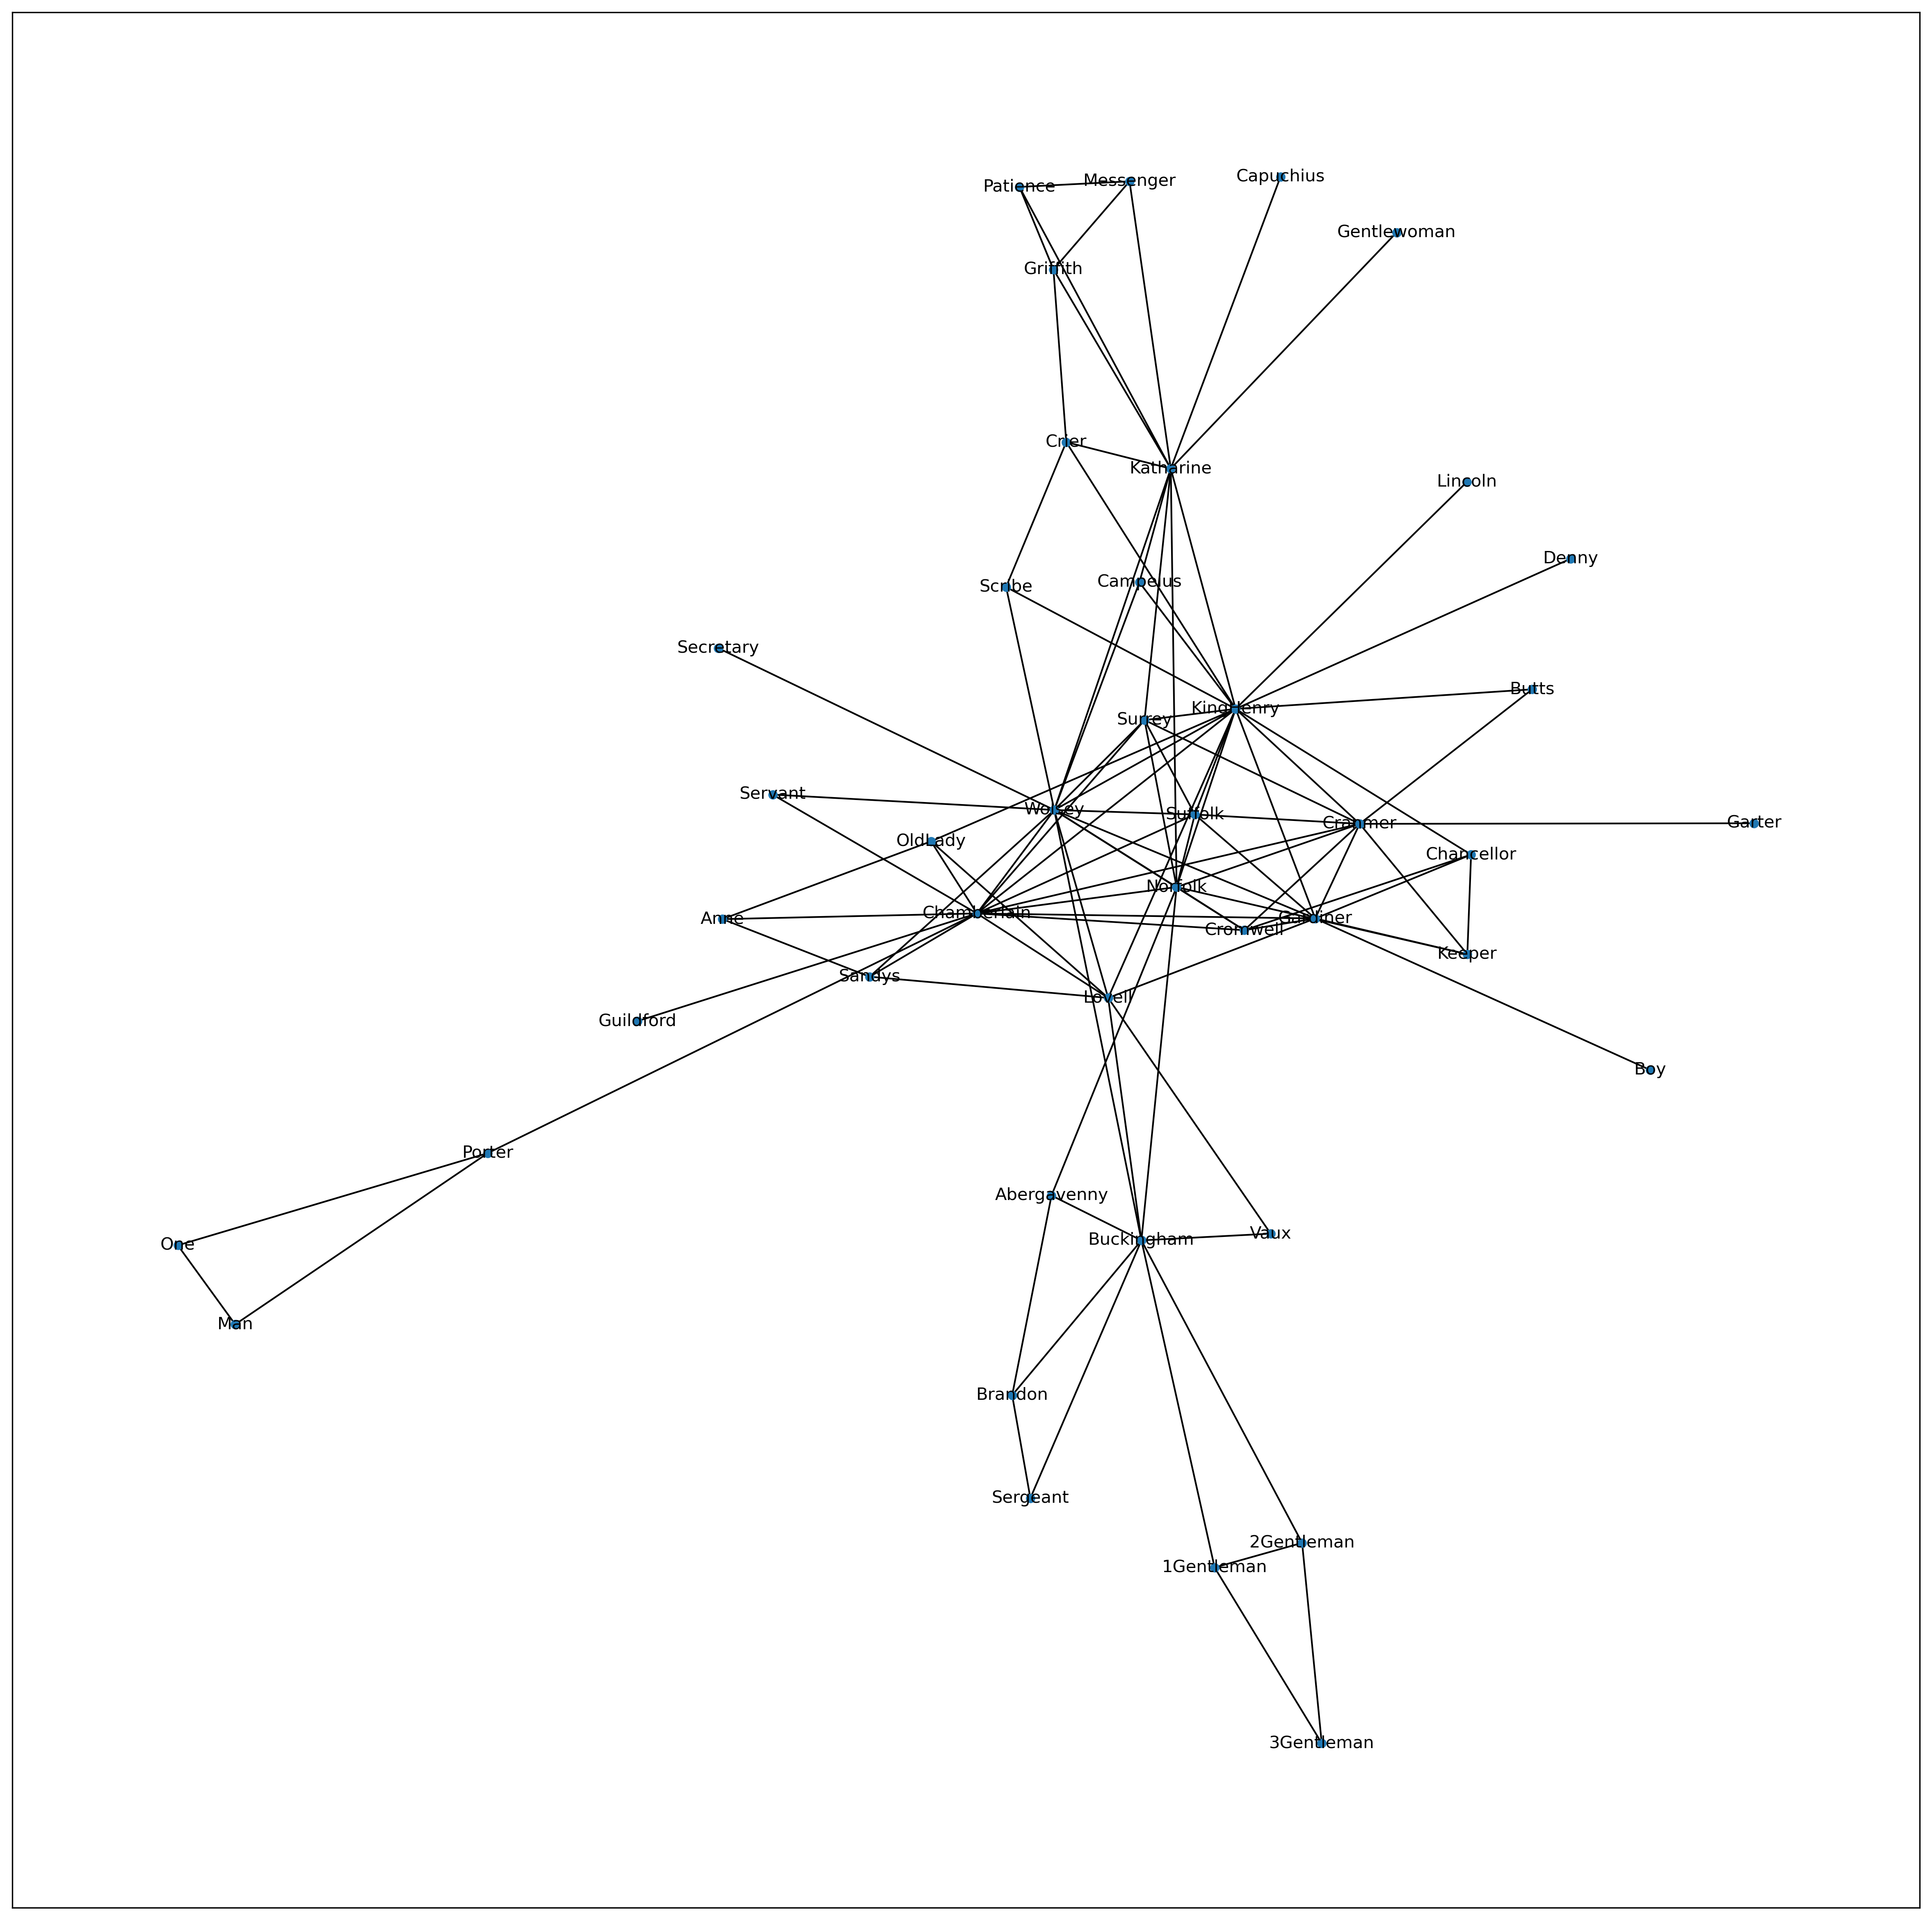 Capuchius
Messenger
Patience
Gentlewoman
Griffith
Crier
Katharine
Lincoln
Denny
Campeius
Scribe
Secretary
Butts
KingHenry
Surrey
Servant
Wolsey
Suffolk
Cranmer
Garter
OldLady
Chancellor
Norfolk
Chamberlain
Anne
Gardiner
Cromwell
Keeper
Sandys
Lovell
Guildford
Boy
Porter
Abergavenny
Vaux
Buckingham
One
Man
Brandon
Sergeant
2Gentleman
1Gentleman
3Gentleman